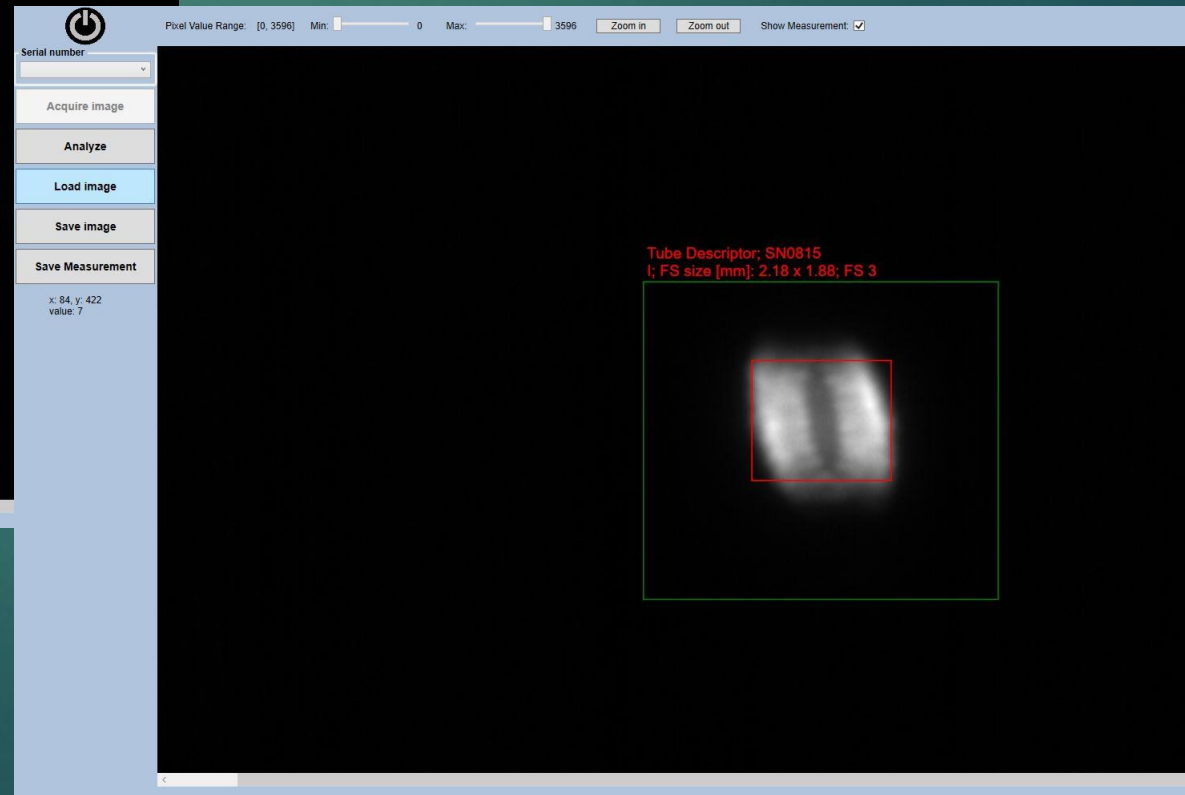 Pixel Value Range: [0, 3596] Min: 0 Max: 3596 Zoom in Zoom out Show Measurement:
Serial number
Acquire image
Analyze
Load image
Save image
Save Measurement
x: 84, y: 422
value: 7
Tube Descriptor; SN0815
I; FS size [mm]: 2.18 x 1.88; FS 3